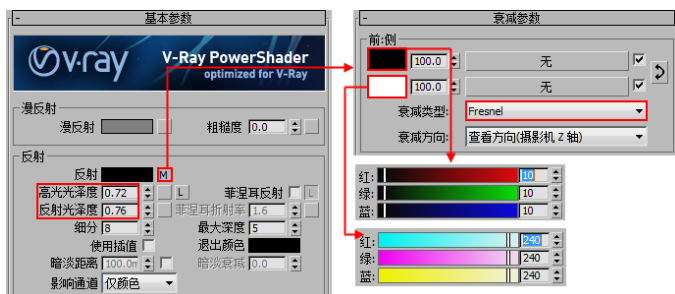 - 基本参数
V·ray V-Ray PowerShader
optimized for V-Ray
漫反射
漫反射 粗糙度 0.0
反射
反射 M
高光光泽度 0.72 L 菲涅耳反射 L
反射光泽度 0.76 菲涅耳折射率 1.6
细分 8 最大深度 5
使用插值 退出颜色
暗淡距离 100.0m 暗淡衰减 0.0
影响通道 仅颜色
- 衰减参数
前:侧
100.0 无
100.0 无
衰减类型: Fresnel
衰减方向: 查看方向(摄影机 Z 轴)
红: 10
绿: 10
蓝: 10
红: 240
绿: 240
蓝: 240